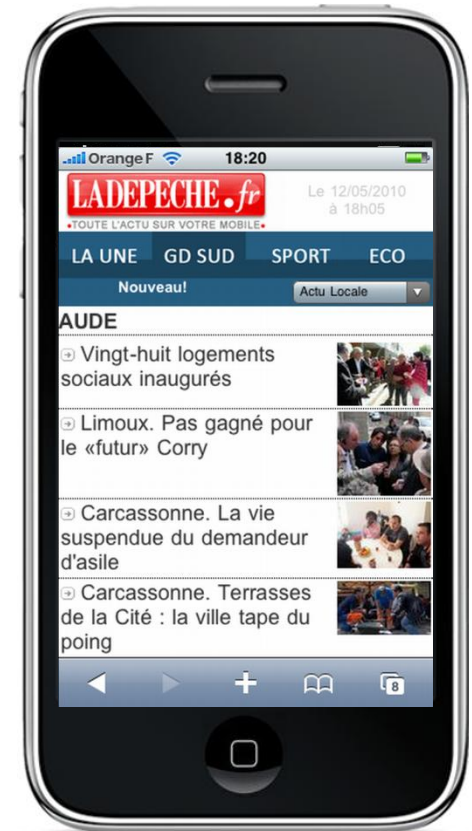 Orange F 18:20
LADEPECHE.fr
•TOUTE L'ACTU SUR VOTRE MOBILE•
Le 12/05/2010
à 18h05
LA UNE GD SUD SPORT ECO
Nouveau! Actu Locale
AUDE
Vingt-huit logements
sociaux inaugurés
Limoux. Pas gagné pour
le «futur» Corry
Carcassonne. La vie
suspendue du demandeur
d'asile
Carcassonne. Terrasses
de la Cité : la ville tape du
poing
8